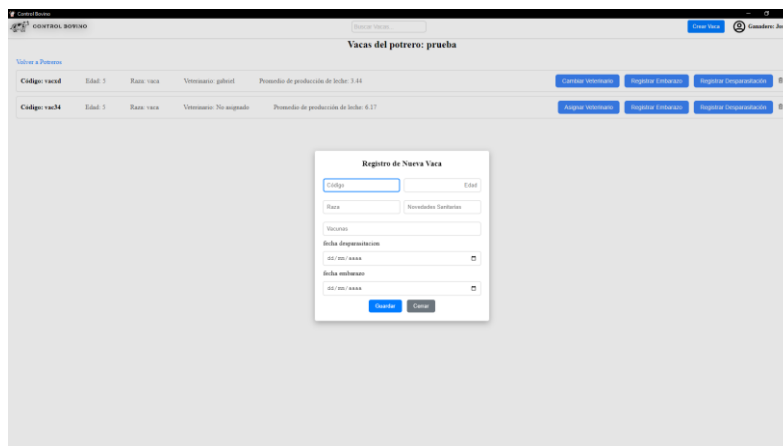 Control Bovino
CONTROL BOVINO Buscar Vacas... Crear Vaca Ganadero:
Vacas del potrero: prueba
Volver a Potreros
Código: vacxd Edad: 5 Raza: vaca Veterinario: gabriel Promedio de producción de leche: 3.44 Cambiar Veterinario Registrar Embarazo Registrar Desparasitación
Código: vac34 Edad: 5 Raza: vaca Veterinario: No asignado Promedio de producción de leche: 6.17 Asignar Veterinario Registrar Embarazo Registrar Desparasitación
Registro de Nueva Vaca
Código Edad
Raza Novedades Sanitarias
Vacunas
fecha desparasitacion
dd/mm/aaaa
fecha embarazo
dd/mm/aaaa
Guardar Cerrar